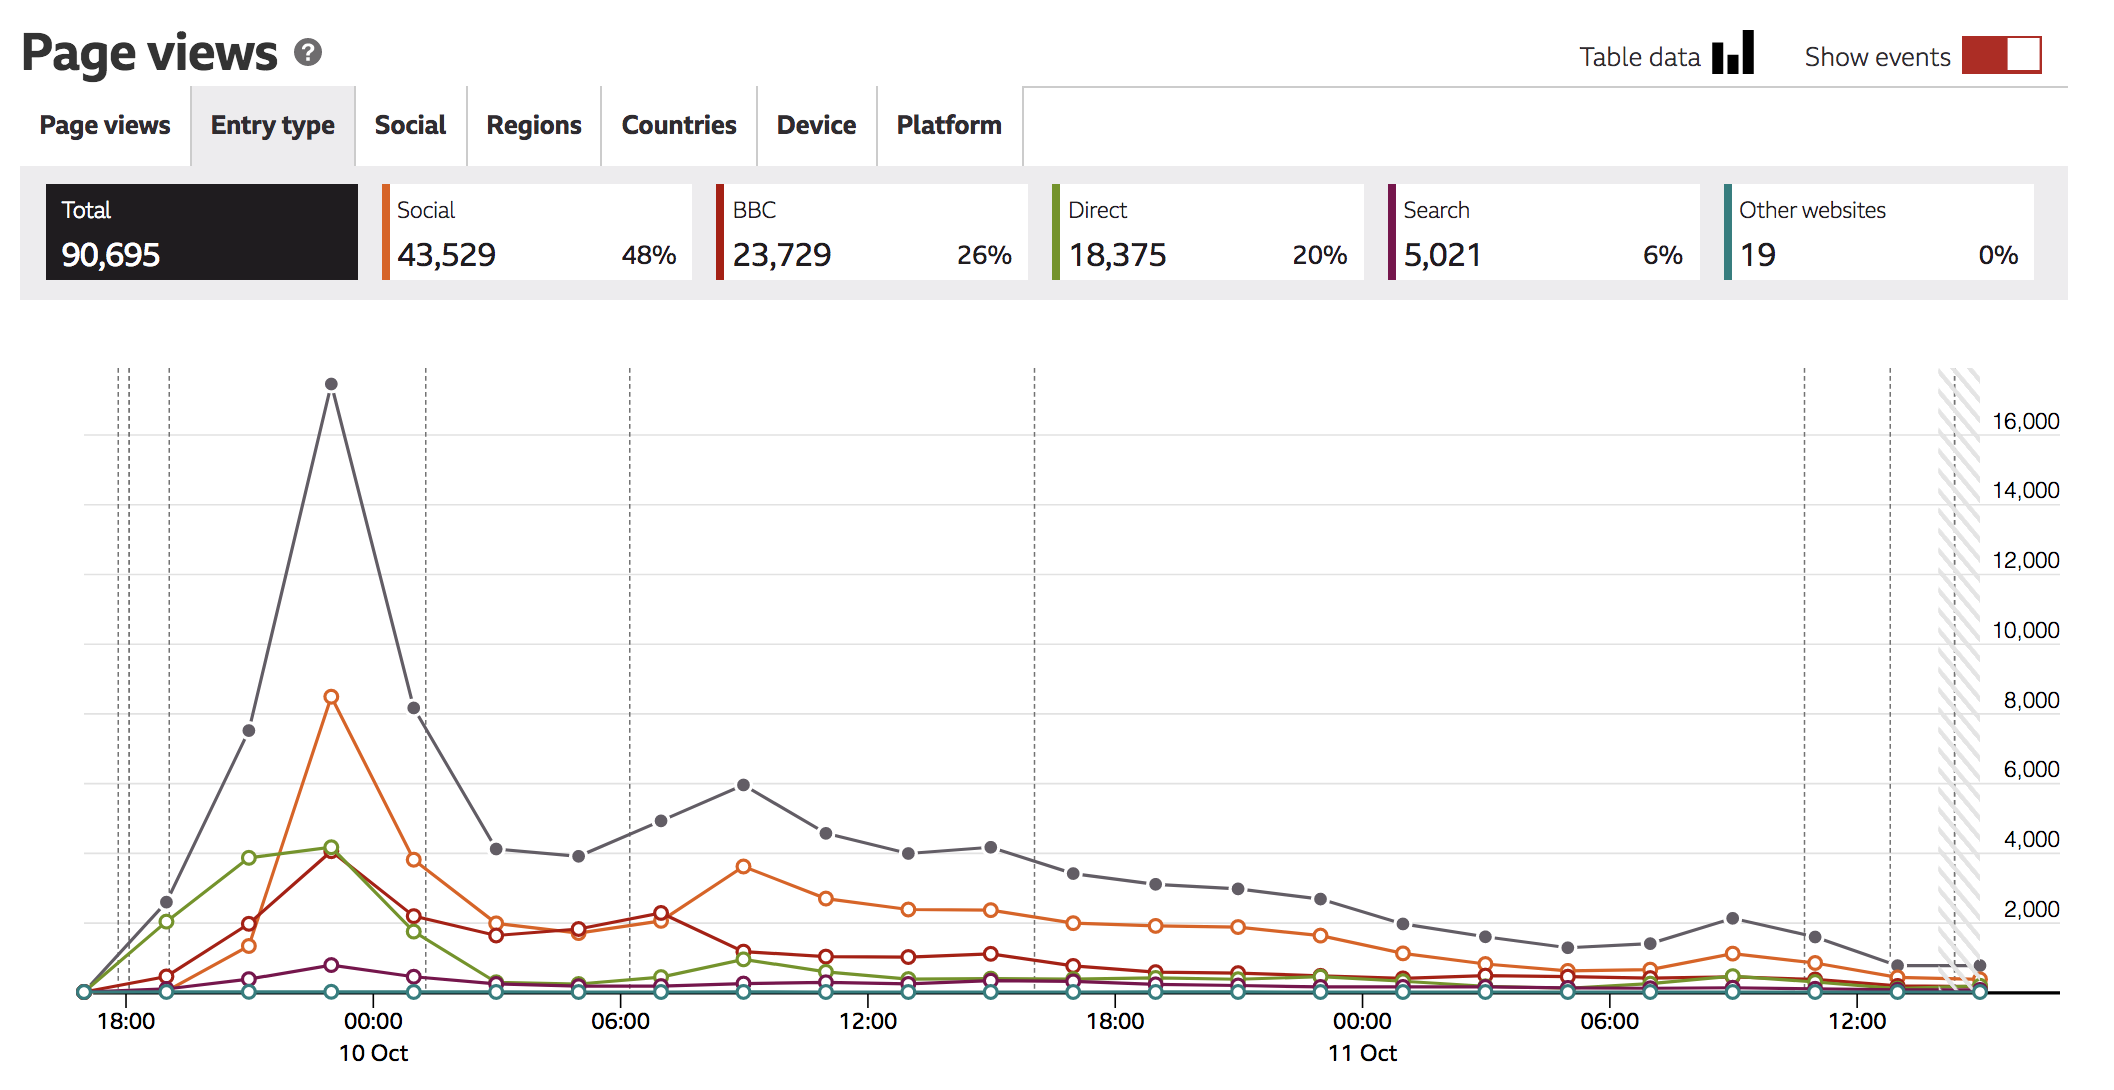 Page views ?
Table data
Show events
Page views Entry type Social Regions Countries Device Platform
Total
90,695
Social
43,529 48%
BBC
23,729 26%
Direct
18,375 20%
Search
5,021 6%
Other websites
19 0%
16,000
14,000
12,000
10,000
8,000
6,000
4,000
2,000
18:00 00:00 06:00 12:00 18:00 00:00 06:00 12:00
10 Oct 11 Oct